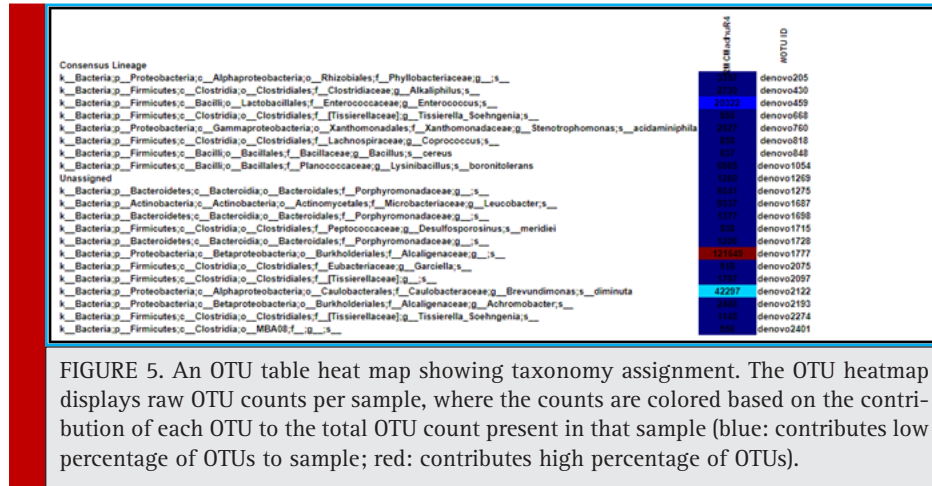 MadhuR4
#OTU ID
Consensus Lineage
k__Bacteria;p__Proteobacteria;c__Alphaproteobacteria;o__Rhizobiales;f__Phyllobacteriaceae;g__;s__ denovo205
k__Bacteria;p__Firmicutes;c__Clostridia;o__Clostridiales;f__Clostridiaceae;g__Alkaliphilus;s__ denovo430
k__Bacteria;p__Firmicutes;c__Bacilli;o__Lactobacillales;f__Enterococcaceae;g__Enterococcus;s__ denovo459
k__Bacteria;p__Firmicutes;c__Clostridia;o__Clostridiales;f__[Tissierellaceae];g__Tissierella_Soehngenia;s__ denovo668
k__Bacteria;p__Proteobacteria;c__Gammaproteobacteria;o__Xanthomonadales;f__Xanthomonadaceae;g__Stenotrophomonas;s__acidaminiphila denovo760
k__Bacteria;p__Firmicutes;c__Clostridia;o__Clostridiales;f__Lachnospiraceae;g__Coprococcus;s__ denovo818
k__Bacteria;p__Firmicutes;c__Bacilli;o__Bacillales;f__Bacillaceae;g__Bacillus;s__cereus denovo848
k__Bacteria;p__Firmicutes;c__Bacilli;o__Bacillales;f__Planococcaceae;g__Lysinibacillus;s__boronitolerans denovo1054
Unassigned denovo1269
k__Bacteria;p__Bacteroidetes;c__Bacteroidia;o__Bacteroidales;f__Porphyromonadaceae;g__;s__ denovo1275
k__Bacteria;p__Actinobacteria;c__Actinobacteria;o__Actinomycetales;f__Microbacteriaceae;g__Leucobacter;s__ denovo1687
k__Bacteria;p__Bacteroidetes;c__Bacteroidia;o__Bacteroidales;f__Porphyromonadaceae;g__;s__ denovo1698
k__Bacteria;p__Firmicutes;c__Clostridia;o__Clostridiales;f__Peptococcaceae;g__Desulfosporosinus;s__meridiei denovo1715
k__Bacteria;p__Bacteroidetes;c__Bacteroidia;o__Bacteroidales;f__Porphyromonadaceae;g__;s__ denovo1728
k__Bacteria;p__Proteobacteria;c__Betaproteobacteria;o__Burkholderiales;f__Alcaligenaceae;g__;s__ denovo1777
k__Bacteria;p__Firmicutes;c__Clostridia;o__Clostridiales;f__Eubacteriaceae;g__Garciella;s__ denovo2075
k__Bacteria;p__Firmicutes;c__Clostridia;o__Clostridiales;f__[Tissierellaceae];g__;s__ denovo2097
k__Bacteria;p__Proteobacteria;c__Alphaproteobacteria;o__Caulobacterales;f__Caulobacteraceae;g__Brevundimonas;s__diminuta 42297 denovo2122
k__Bacteria;p__Proteobacteria;c__Betaproteobacteria;o__Burkholderiales;f__Alcaligenaceae;g__Achromobacter;s__ denovo2193
k__Bacteria;p__Firmicutes;c__Clostridia;o__Clostridiales;f__[Tissierellaceae];g__Tissierella_Soehngenia;s__ denovo2274
k__Bacteria;p__Firmicutes;c__Clostridia;o__MBA08;f__;g__;s__ denovo2401
FIGURE 5. An OTU table heat map showing taxonomy assignment. The OTU heatmap
displays raw OTU counts per sample, where the counts are colored based on the contri-
bution of each OTU to the total OTU count present in that sample (blue: contributes low
percentage of OTUs to sample; red: contributes high percentage of OTUs).